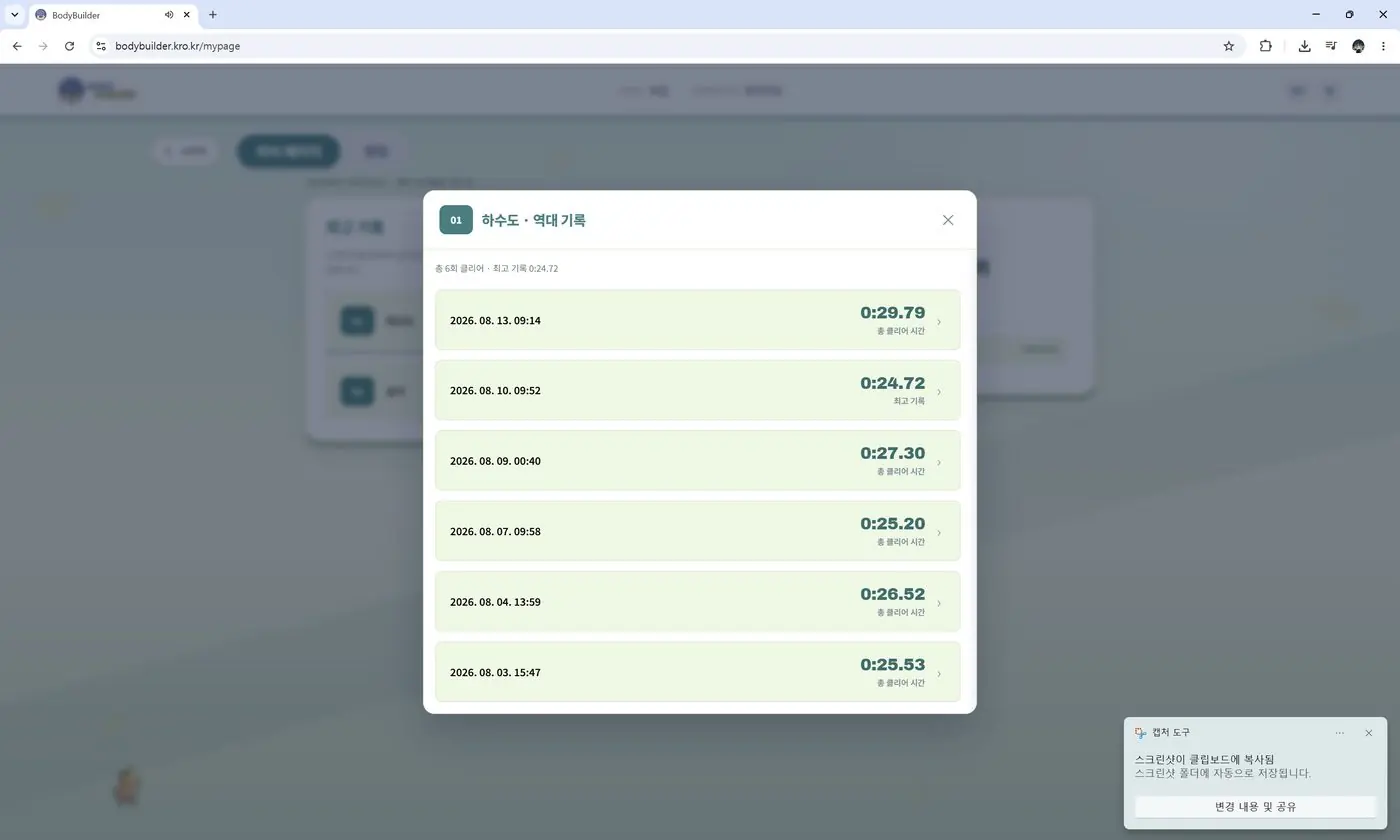 BodyBuilder
bodybuilder.kro.kr/mypage
01 하수도 · 역대 기록
총 6회 클리어 · 최고 기록 0:24.72
2026. 08. 13. 09:14
0:29.79
총 클리어 시간
2026. 08. 10. 09:52
0:24.72
최고 기록
2026. 08. 09. 00:40
0:27.30
총 클리어 시간
2026. 08. 07. 09:58
0:25.20
총 클리어 시간
2026. 08. 04. 13:59
0:26.52
총 클리어 시간
2026. 08. 03. 15:47
0:25.53
총 클리어 시간
캡처 도구
스크린샷이 클립보드에 복사됨
스크린샷 폴더에 자동으로 저장됩니다.
변경 내용 및 공유